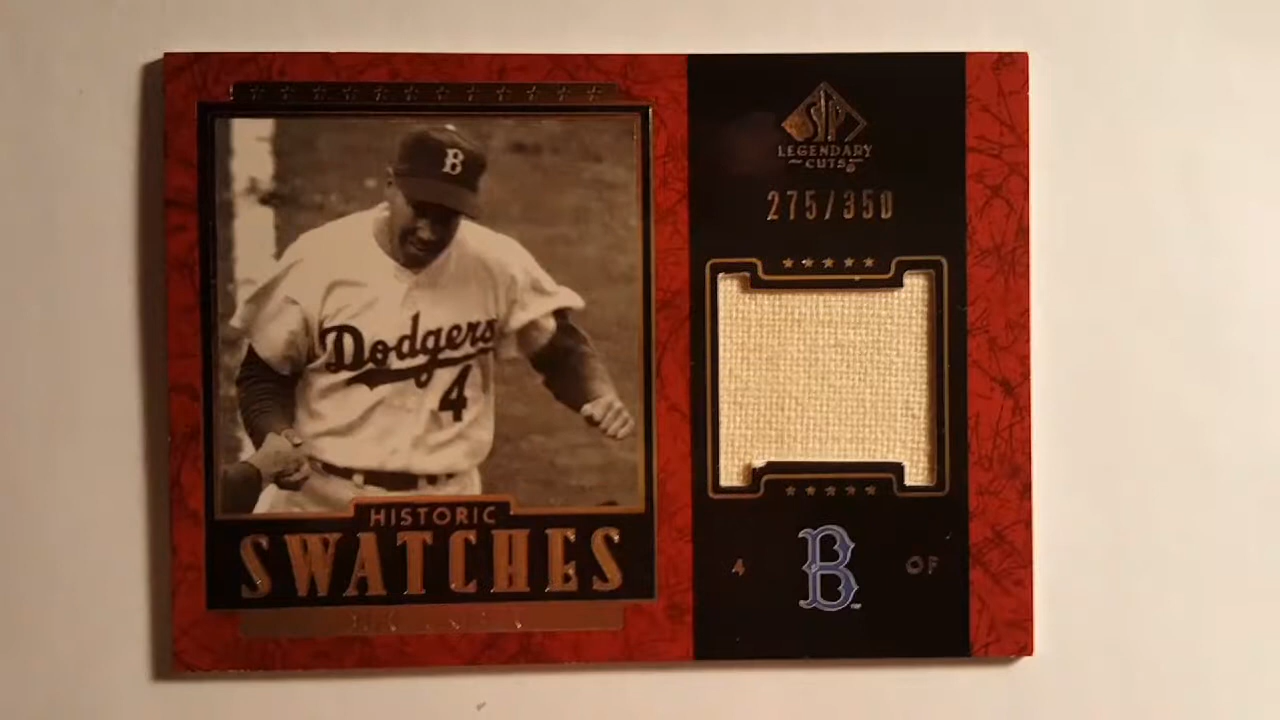 B
Dodgers
4
HISTORIC
SWATCHES
SP
LEGENDARY
CUTS
275/350
4 B OF